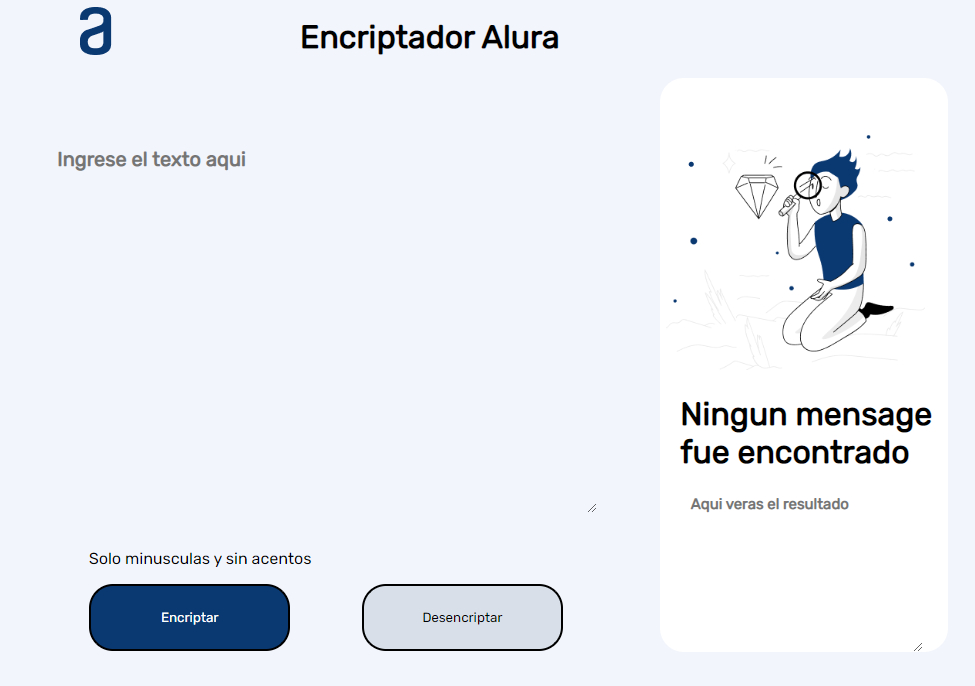 a
Encriptador Alura
Ingrese el texto aqui
Ningun mensage
fue encontrado
Aqui veras el resultado
Solo minusculas y sin acentos
Encriptar
Desencriptar